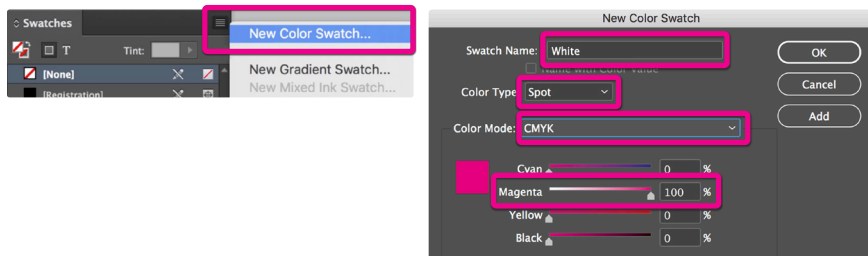 Swatches
New Color Swatch...
T Tint:
[None]
New Gradient Swatch...
[Registration]
New Mixed Ink Swatch...
New Color Swatch
Swatch Name: White
OK
Name with Color Value
Cancel
Color Type: Spot
Add
Color Mode: CMYK
Cyan 0 %
Magenta 100 %
Yellow 0 %
Black 0 %